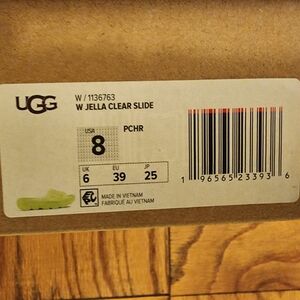 UGG
W / 1136763
W JELLA CLEAR SLIDE
USA
8
PCHR
UK
6
EU
39
JP
25
MADE IN VIETNAM
FABRIQUÉ AU VIETNAM
1 96565 23393 6